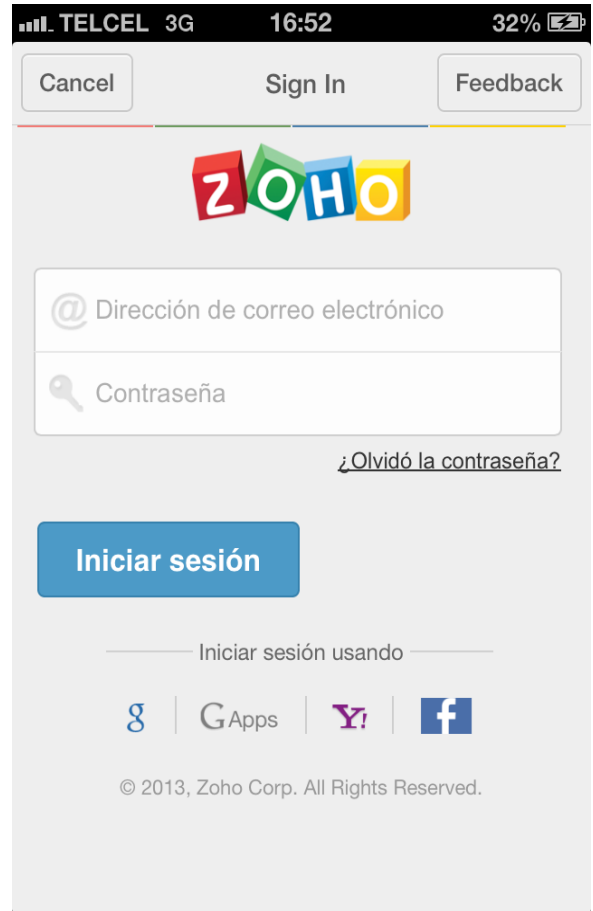 TELCEL 3G 16:52 32%
Cancel Sign In Feedback
ZOHO
@ Dirección de correo electrónico
Contraseña
¿Olvidó la contraseña?
Iniciar sesión
Iniciar sesión usando
g G Apps Y! f
© 2013, Zoho Corp. All Rights Reserved.